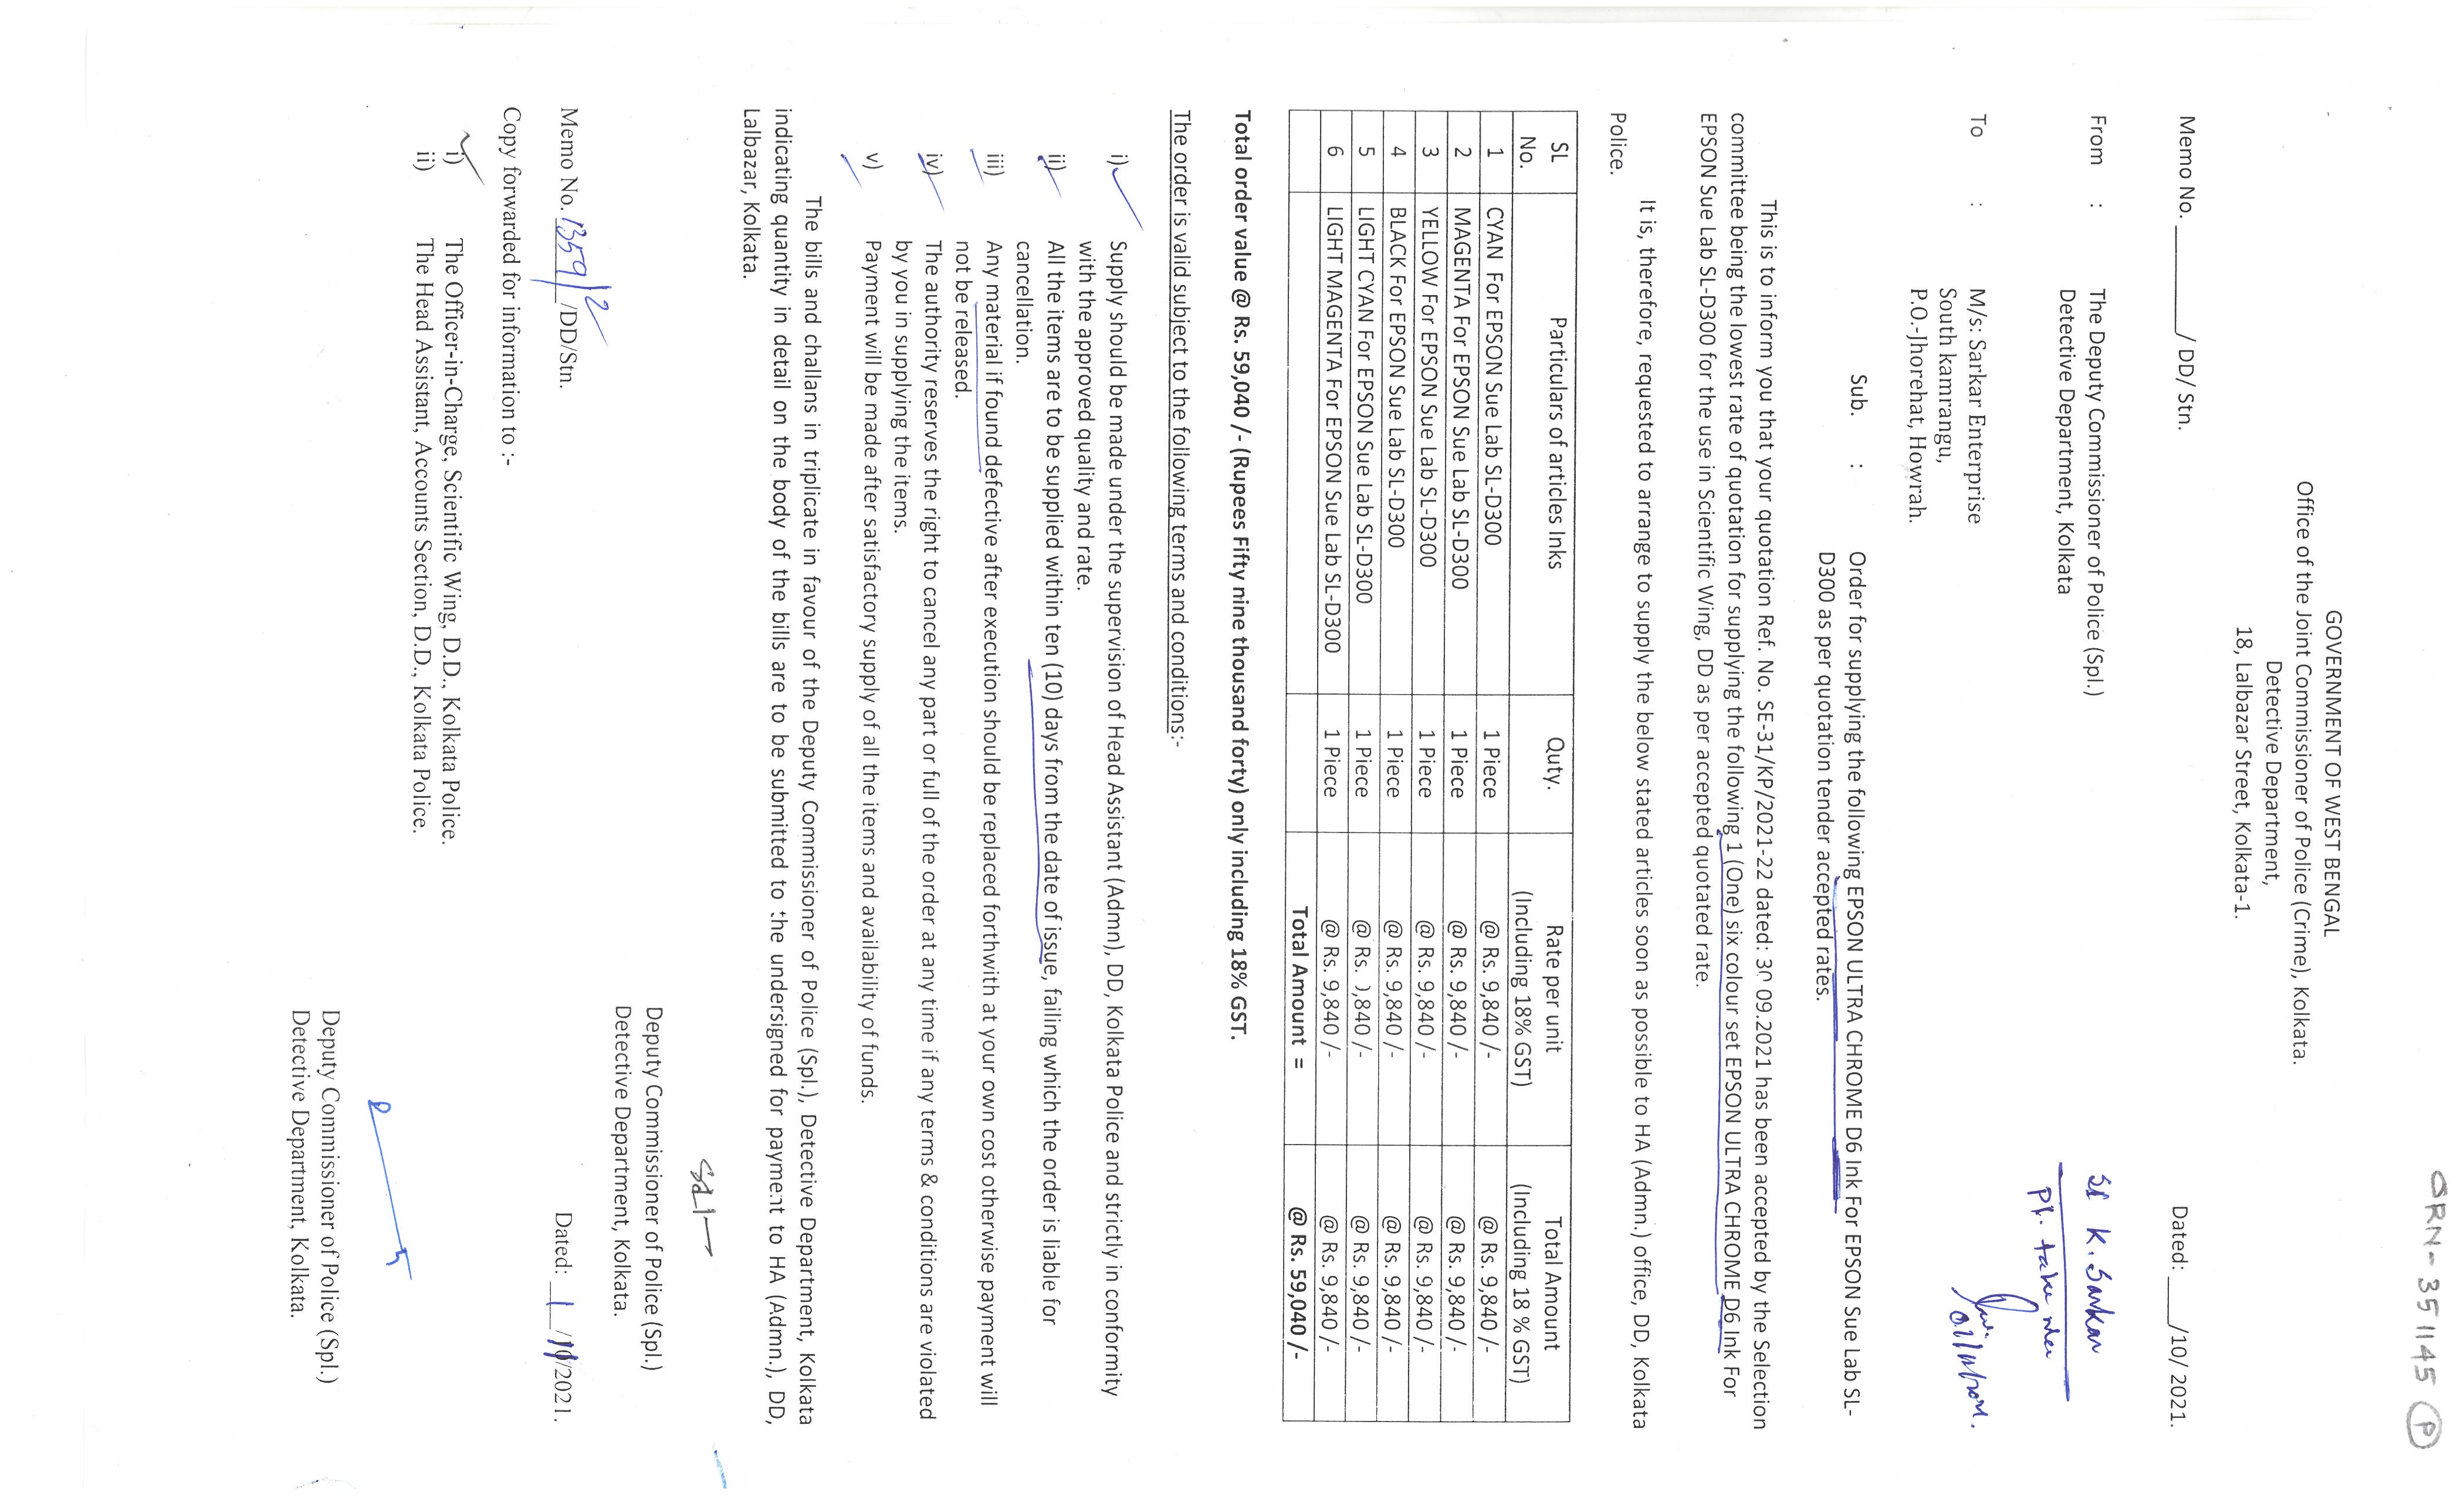 ORN-351145 P
GOVERNMENT OF WEST BENGAL
Office of the Joint Commissioner of Police (Crime), Kolkata.
Detective Department,
18, Lalbazar Street, Kolkata-1.
Memo No. _________/ DD/ Stn.
Dated: ____/10/ 2021.
From : The Deputy Commissioner of Police (Spl.)
Detective Department, Kolkata
K. Sarkar
Pl. take
To : M/s: Sarkar Enterprise
South kamrangu,
P.O.-Jhorehat, Howrah.
Sub. : Order for supplying the following EPSON ULTRA CHROME D6 Ink For EPSON Sue Lab SL-
D300 as per quotation tender accepted rates.
This is to inform you that your quotation Ref. No. SE-31/KP/2021-22 dated: 30 09.2021 has been accepted by the Selection
committee being the lowest rate of quotation for supplying the following 1 (One) six colour set EPSON ULTRA CHROME D6 Ink For
EPSON Sue Lab SL-D300 for the use in Scientific Wing, DD as per accepted quotated rate.
It is, therefore, requested to arrange to supply the below stated articles soon as possible to HA (Admn.) office, DD, Kolkata
Police.
SL No. Particulars of articles Inks Quty. Rate per unit (Including 18% GST) Total Amount (Including 18 % GST)
1 CYAN For EPSON Sue Lab SL-D300 1 Piece @ Rs. 9,840 /- @ Rs. 9,840 /-
2 MAGENTA For EPSON Sue Lab SL-D300 1 Piece @ Rs. 9,840 /- @ Rs. 9,840 /-
3 YELLOW For EPSON Sue Lab SL-D300 1 Piece @ Rs. 9,840 /- @ Rs. 9,840 /-
4 BLACK For EPSON Sue Lab SL-D300 1 Piece @ Rs. 9,840 /- @ Rs. 9,840 /-
5 LIGHT CYAN For EPSON Sue Lab SL-D300 1 Piece @ Rs. ),840 /- @ Rs. 9,840 /-
6 LIGHT MAGENTA For EPSON Sue Lab SL-D300 1 Piece @ Rs. 9,840 /- @ Rs. 9,840 /-
Total Amount = @ Rs. 59,040 /-
Total order value @ Rs. 59,040 /- (Rupees Fifty nine thousand forty) only including 18% GST.
The order is valid subject to the following terms and conditions:-
i) Supply should be made under the supervision of Head Assistant (Admn), DD, Kolkata Police and strictly in conformity
with the approved quality and rate.
ii) All the items are to be supplied within ten (10) days from the date of issue, failing which the order is liable for
cancellation.
iii) Any material if found defective after execution should be replaced forthwith at your own cost otherwise payment will
not be released.
iv) The authority reserves the right to cancel any part or full of the order at any time if any terms & conditions are violated
by you in supplying the items.
v) Payment will be made after satisfactory supply of all the items and availability of funds.
The bills and challans in triplicate in favour of the Deputy Commissioner of Police (Spl.), Detective Department, Kolkata
indicating quantity in detail on the body of the bills are to be submitted to the undersigned for payment to HA (Admn.), DD,
Lalbazar, Kolkata.
Sd/-
Deputy Commissioner of Police (Spl.)
Detective Department, Kolkata.
Memo No. 1359/2/DD/Stn.
Dated: 1/11/2021.
Copy forwarded for information to :-
i) The Officer-in-Charge, Scientific Wing, D.D., Kolkata Police.
ii) The Head Assistant, Accounts Section, D.D., Kolkata Police.
Deputy Commissioner of Police (Spl.)
Detective Department, Kolkata.